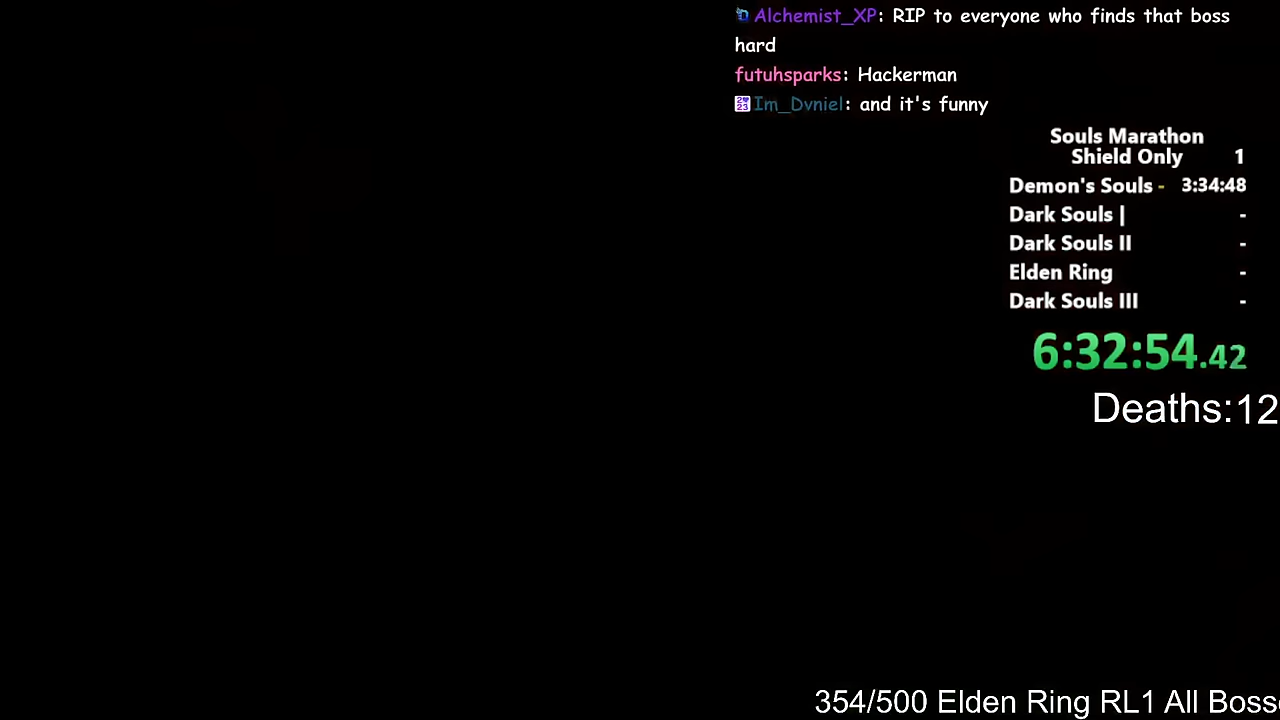 Alchemist_XP: RIP to everyone who finds that boss
hard
futuhsparks: Hackerman
Im_Dvniel: and it's funny
Souls Marathon
Shield Only 1
Demon's Souls - 3:34:48
Dark Souls | -
Dark Souls II -
Elden Ring -
Dark Souls III -
6:32:54.42
Deaths:12
354/500 Elden Ring RL1 All Boss